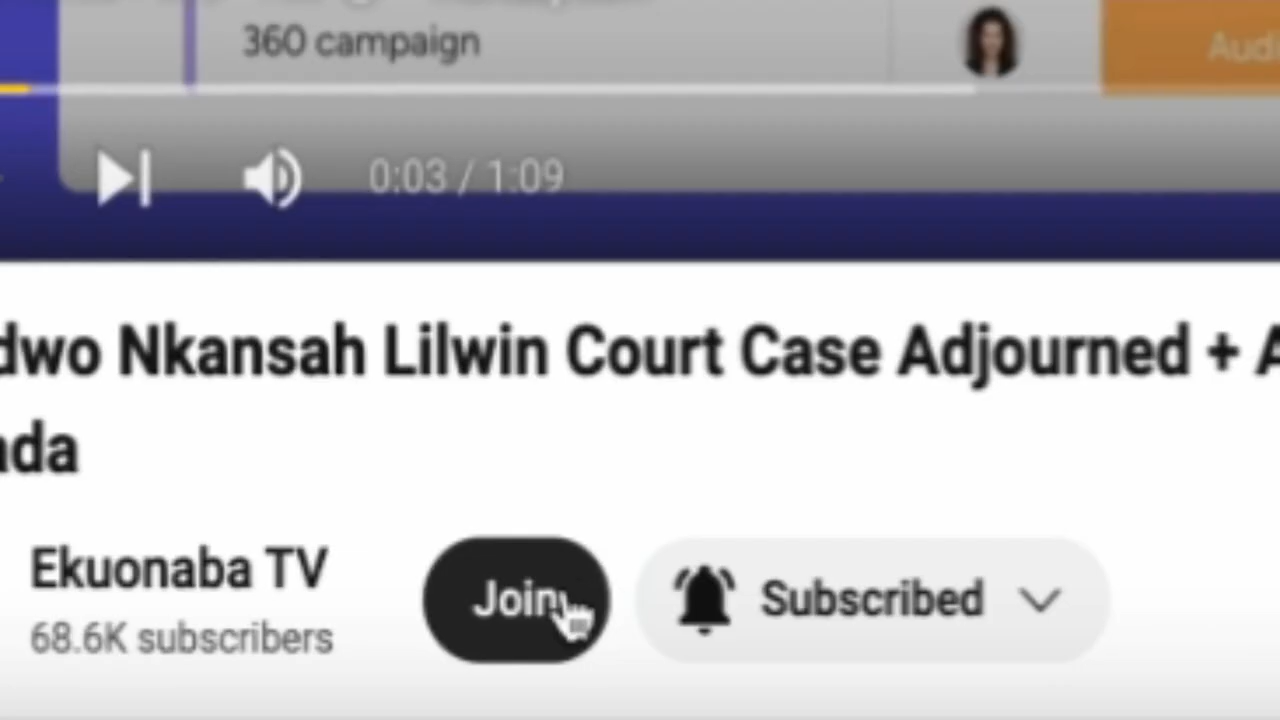 360 campaign
0:03 / 1:09
dwo Nkansah Lilwin Court Case Adjourned + A
ada
Ekuonaba TV
Join
Subscribed
68.6K subscribers